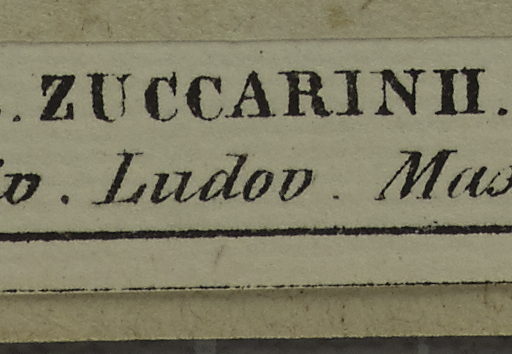 . ZUCCARINII.
. Ludov. Mas